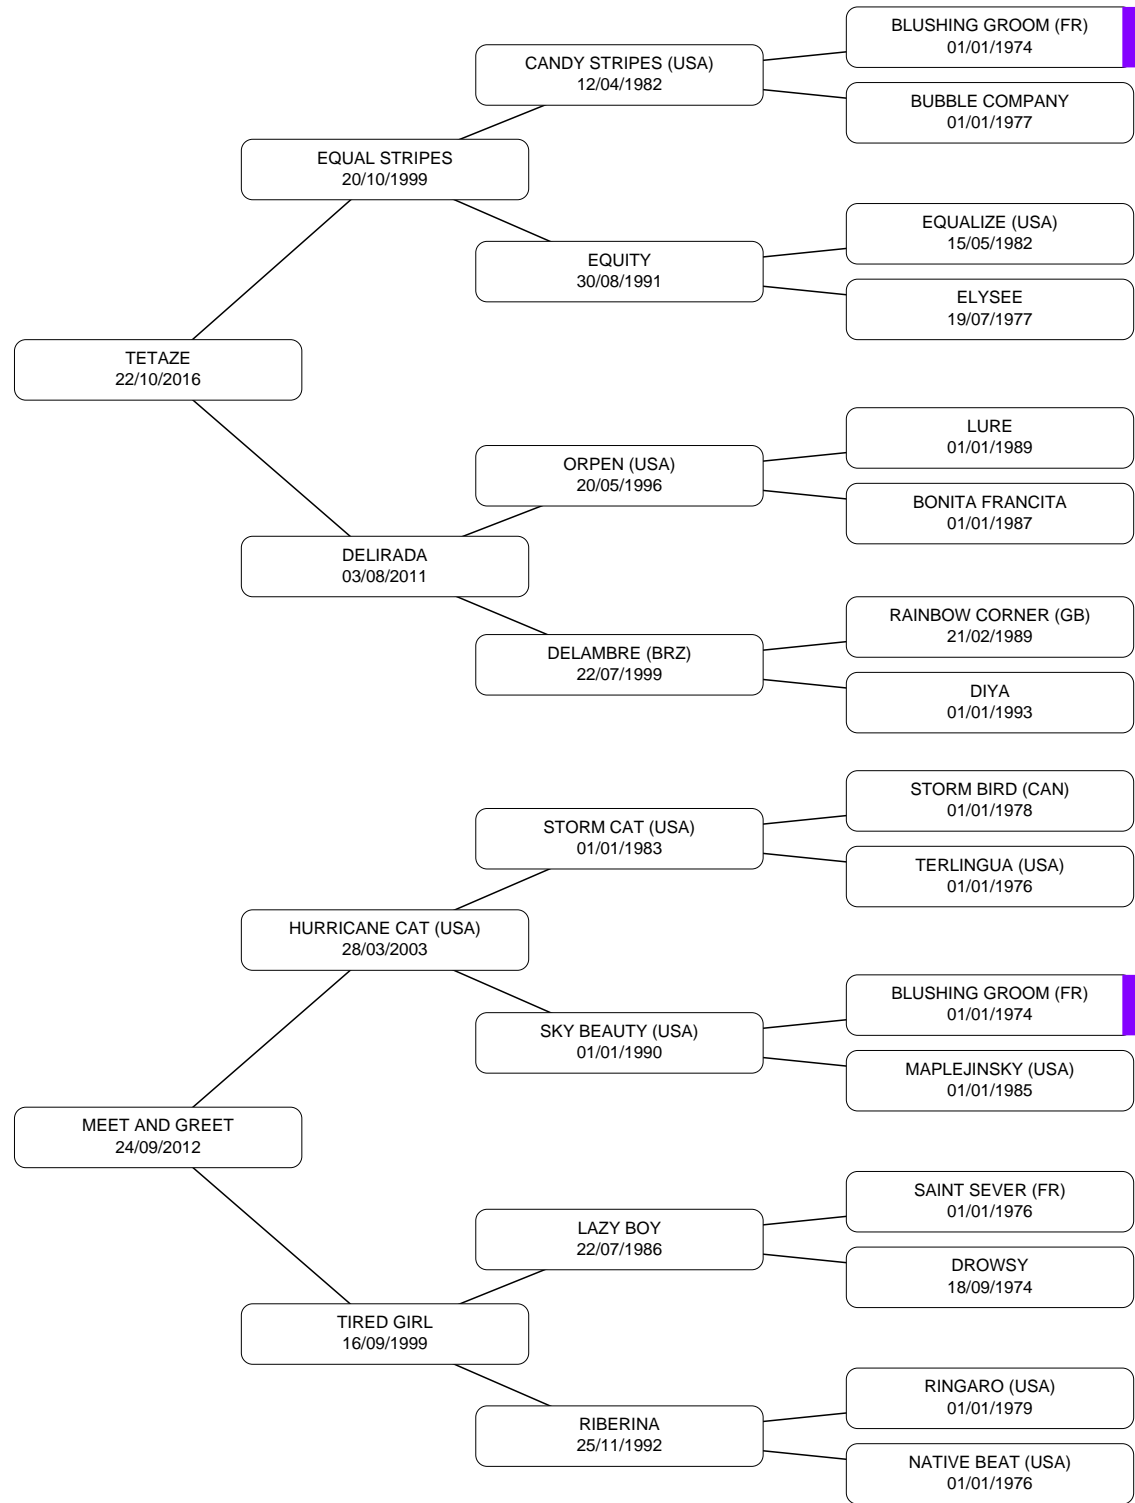 BLUSHING GROOM (FR)
01/01/1974
CANDY STRIPES (USA)
12/04/1982
BUBBLE COMPANY
01/01/1977
EQUAL STRIPES
20/10/1999
EQUALIZE (USA)
15/05/1982
EQUITY
30/08/1991
ELYSEE
19/07/1977
TETAZE
22/10/2016
LURE
01/01/1989
ORPEN (USA)
20/05/1996
BONITA FRANCITA
01/01/1987
DELIRADA
03/08/2011
RAINBOW CORNER (GB)
21/02/1989
DELAMBRE (BRZ)
22/07/1999
DIYA
01/01/1993
STORM BIRD (CAN)
01/01/1978
STORM CAT (USA)
01/01/1983
TERLINGUA (USA)
01/01/1976
HURRICANE CAT (USA)
28/03/2003
BLUSHING GROOM (FR)
01/01/1974
SKY BEAUTY (USA)
01/01/1990
MAPLEJINSKY (USA)
01/01/1985
MEET AND GREET
24/09/2012
SAINT SEVER (FR)
01/01/1976
LAZY BOY
22/07/1986
DROWSY
18/09/1974
TIRED GIRL
16/09/1999
RINGARO (USA)
01/01/1979
RIBERINA
25/11/1992
NATIVE BEAT (USA)
01/01/1976